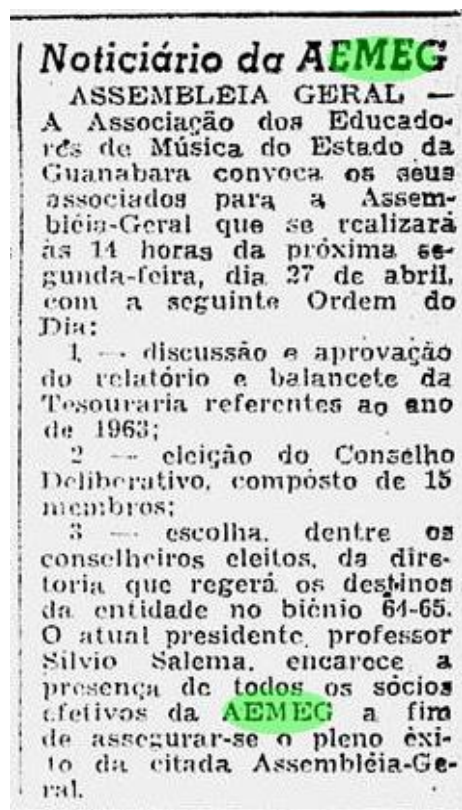 Noticiário da AEMEG
ASSEMBLÉIA GERAL —
A Associação dos Educado-
res de Música do Estado da
Guanabara convoca os seus
associados para a Assem-
bléia-Geral que se realizará
às 14 horas da próxima se-
gunda-feira, dia 27 de abril,
com a seguinte Ordem do
Dia:
1 — discussão e aprovação
do relatório e balancete da
Tesouraria referentes ao ano
de 1963;
2 — eleição do Conselho
Deliberativo, composto de 15
membros;
3 — escolha, dentre os
conselheiros eleitos, da dire-
toria que regerá os destinos
da entidade no biênio 64-65.
O atual presidente, professor
Silvio Salema, encarece a
presença de todos os sócios
efetivos da AEMEG a fim
de assegurar-se o pleno êxi-
to da citada Assembléia-Ge-
ral.